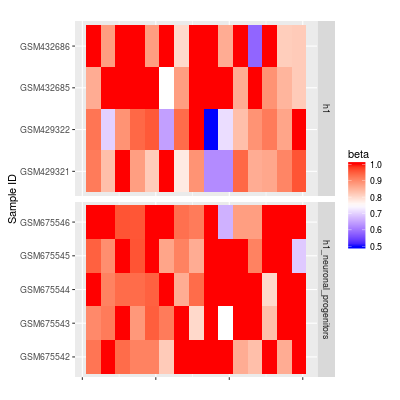 GSM432686
GSM432685
GSM429322
GSM429321
h1
GSM675546
GSM675545
GSM675544
GSM675543
GSM675542
h1_neuronal_progenitors
Sample ID
beta
1.0
0.9
0.8
0.7
0.6
0.5